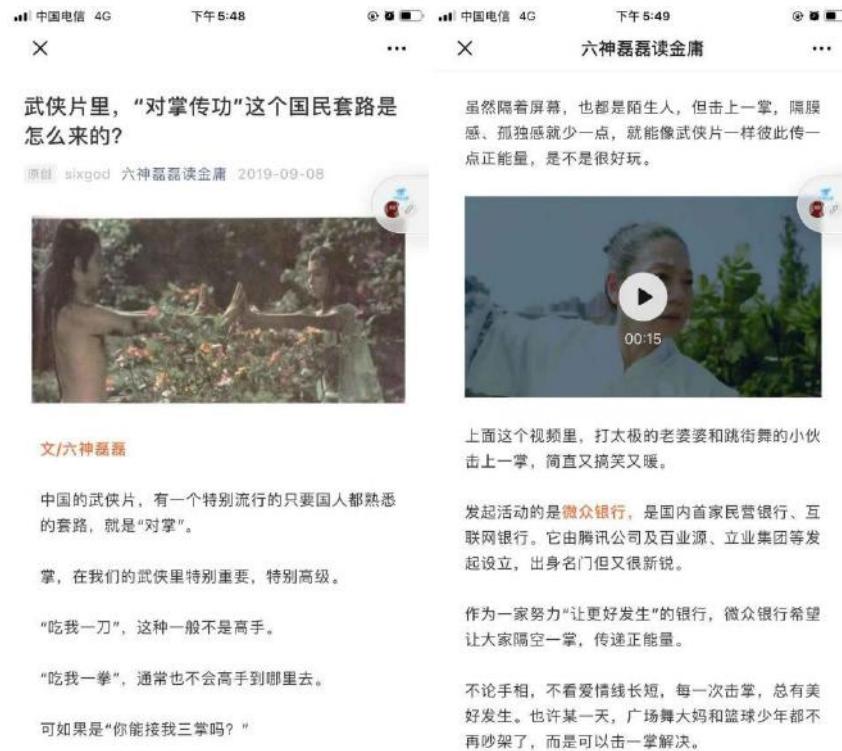 中国电信 4G 下午5:48
武侠片里，“对掌传功”这个国民套路是
怎么来的？
原创 sixgod 六神磊磊读金庸 2019-09-08
文/六神磊磊
中国的武侠片，有一个特别流行的只要国人都熟悉
的套路，就是“对掌”。
掌，在我们的武侠里特别重要，特别高级。
“吃我一刀”，这种一般不是高手。
“吃我一拳”，通常也不会高手到哪里去。
可如果是“你能接我三掌吗？”
中国电信 4G 下午5:49
六神磊磊读金庸
虽然隔着屏幕，也都是陌生人，但击上一掌，隔膜
感、孤独感就少一点，就能像武侠片一样彼此传一
点正能量，是不是很好玩。
00:15
上面这个视频里，打太极的老婆婆和跳街舞的小伙
击上一掌，简直又搞笑又暖。
发起活动的是微众银行，是国内首家民营银行、互
联网银行。它由腾讯公司及百业源、立业集团等发
起设立，出身名门但又很新锐。
作为一家努力“让更好发生”的银行，微众银行希望
让大家隔空一掌，传递正能量。
不论手相，不看爱情线长短，每一次击掌，总有美
好发生。也许某一天，广场舞大妈和篮球少年都不
再吵架了，而是可以击一掌解决。